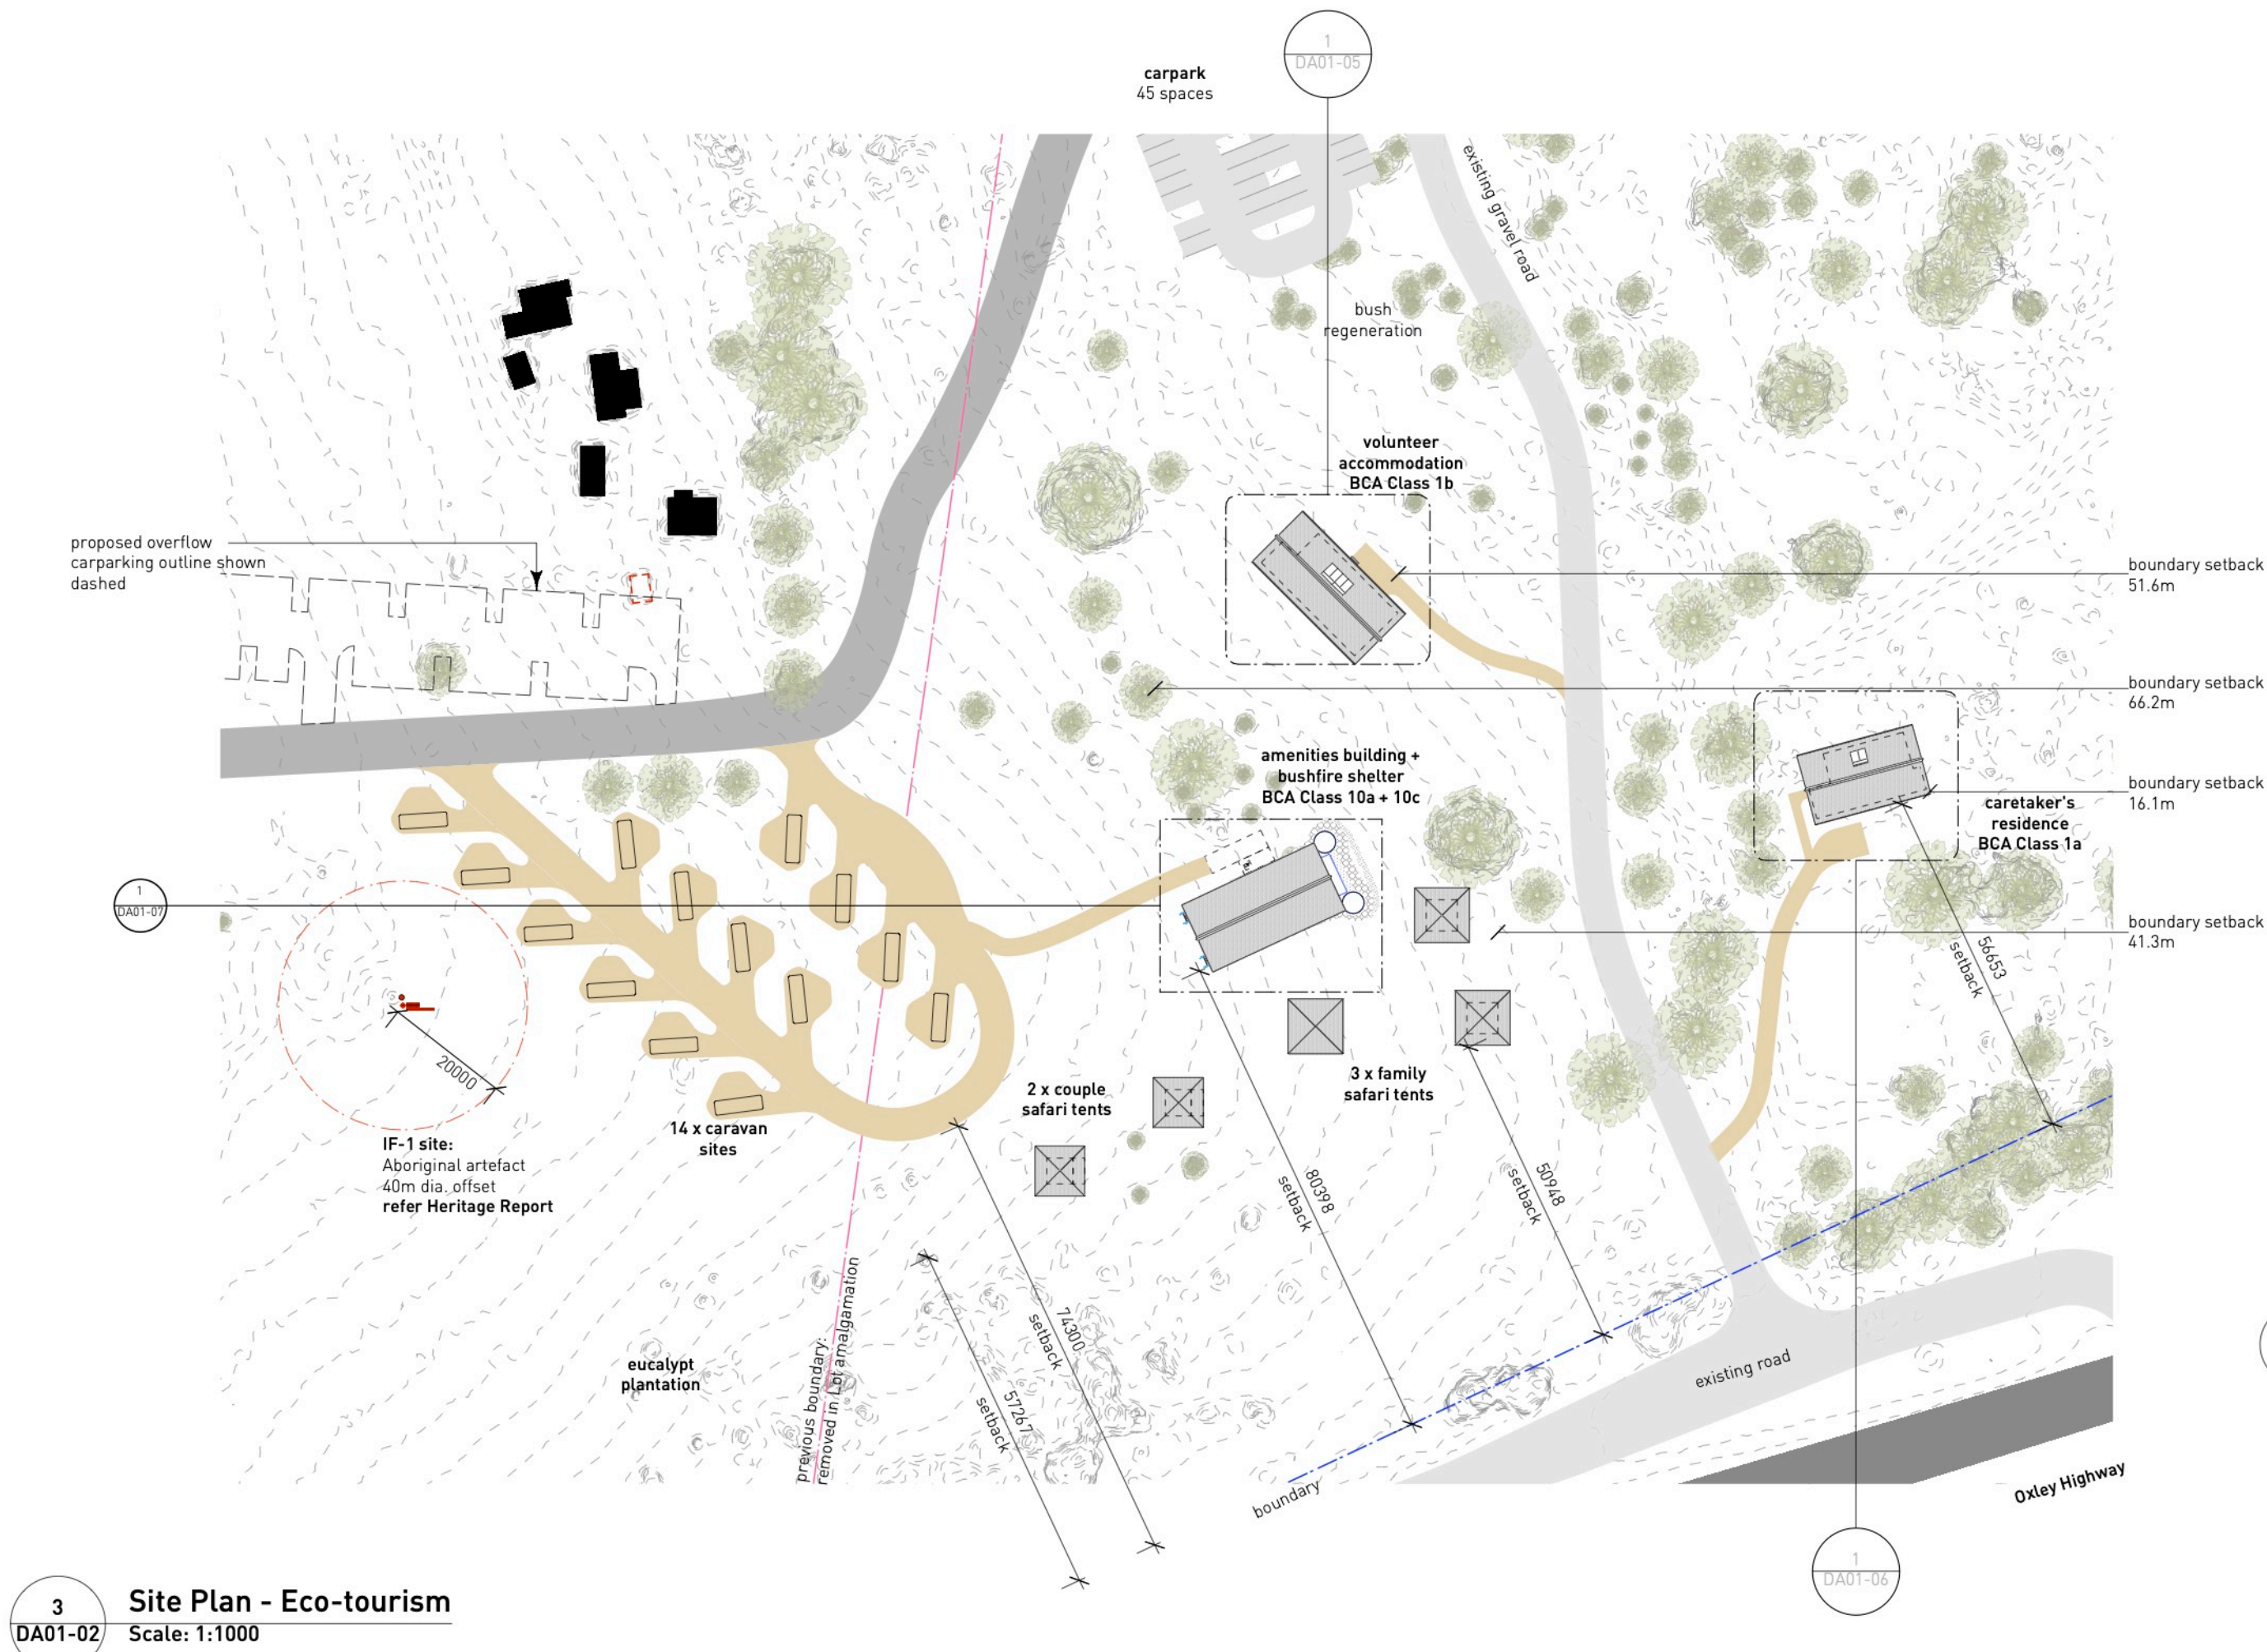 1
DA01-05
carpark
45 spaces
existing gravel road
bush
regeneration
volunteer
accommodation
BCA Class 1b
proposed overflow
carparking outline shown
dashed
boundary setback
51.6m
boundary setback
66.2m
amenities building +
bushfire shelter
BCA Class 10a + 10c
boundary setback
16.1m
caretaker's
residence
BCA Class 1a
1
DA01-07
boundary setback
41.3m
56653
setback
20000
2 x couple
safari tents
3 x family
safari tents
14 x caravan
sites
IF-1 site:
Aboriginal artefact
40m dia. offset
refer Heritage Report
80398
setback
50948
setback
74300
setback
57267
setback
eucalypt
plantation
previous boundary:
removed in Lot amalgamation
existing road
boundary
Oxley Highway
1
DA01-06
3
DA01-02
Site Plan - Eco-tourism
Scale: 1:1000